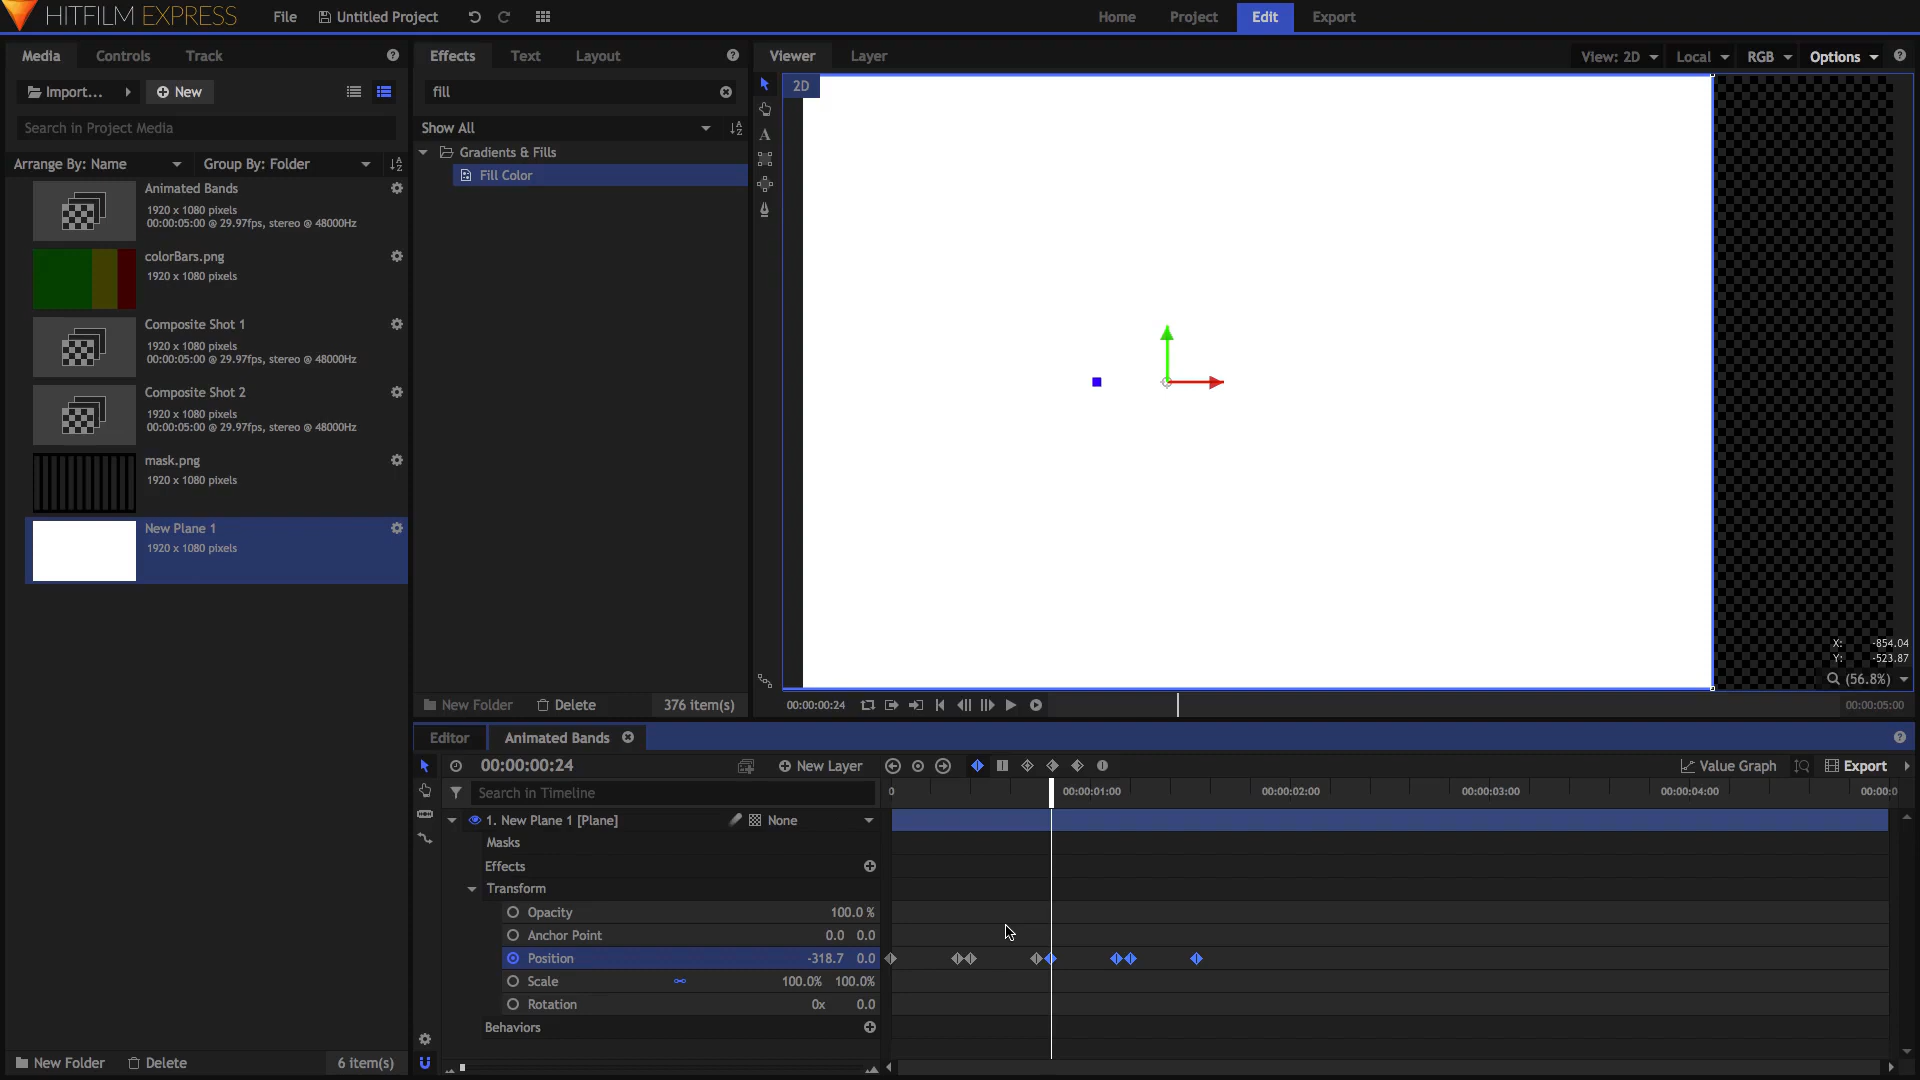 HITFILM EXPRESS
File
Untitled Project
Home
Project
Edit
Export
Media
Controls
Track
Effects
Text
Layout
Viewer
Layer
View: 2D
Local
RGB
Options
Import...
New
fill
2D
Search in Project Media
Show All
Arrange By: Name
Group By: Folder
Gradients & Fills
Fill Color
Animated Bands
1920 x 1080 pixels
00:00:05:00 @ 29.97fps, stereo @ 48000Hz
colorBars.png
1920 x 1080 pixels
Composite Shot 1
1920 x 1080 pixels
00:00:05:00 @ 29.97fps, stereo @ 48000Hz
Composite Shot 2
1920 x 1080 pixels
00:00:05:00 @ 29.97fps, stereo @ 48000Hz
mask.png
1920 x 1080 pixels
New Plane 1
1920 x 1080 pixels
X: -854.04
Y: -523.87
(56.8%)
New Folder
Delete
376 item(s)
00:00:00:24
00:00:05:00
Editor
Animated Bands
00:00:00:24
New Layer
Value Graph
Export
Search in Timeline
0
00:00:01:00
00:00:02:00
00:00:03:00
00:00:04:00
00:00:0
1. New Plane 1 [Plane]
None
Masks
Effects
Transform
Opacity
100.0 %
Anchor Point
0.0 0.0
Position
-318.7 0.0
Scale
100.0% 100.0%
Rotation
0x 0.0
Behaviors
New Folder
Delete
6 item(s)